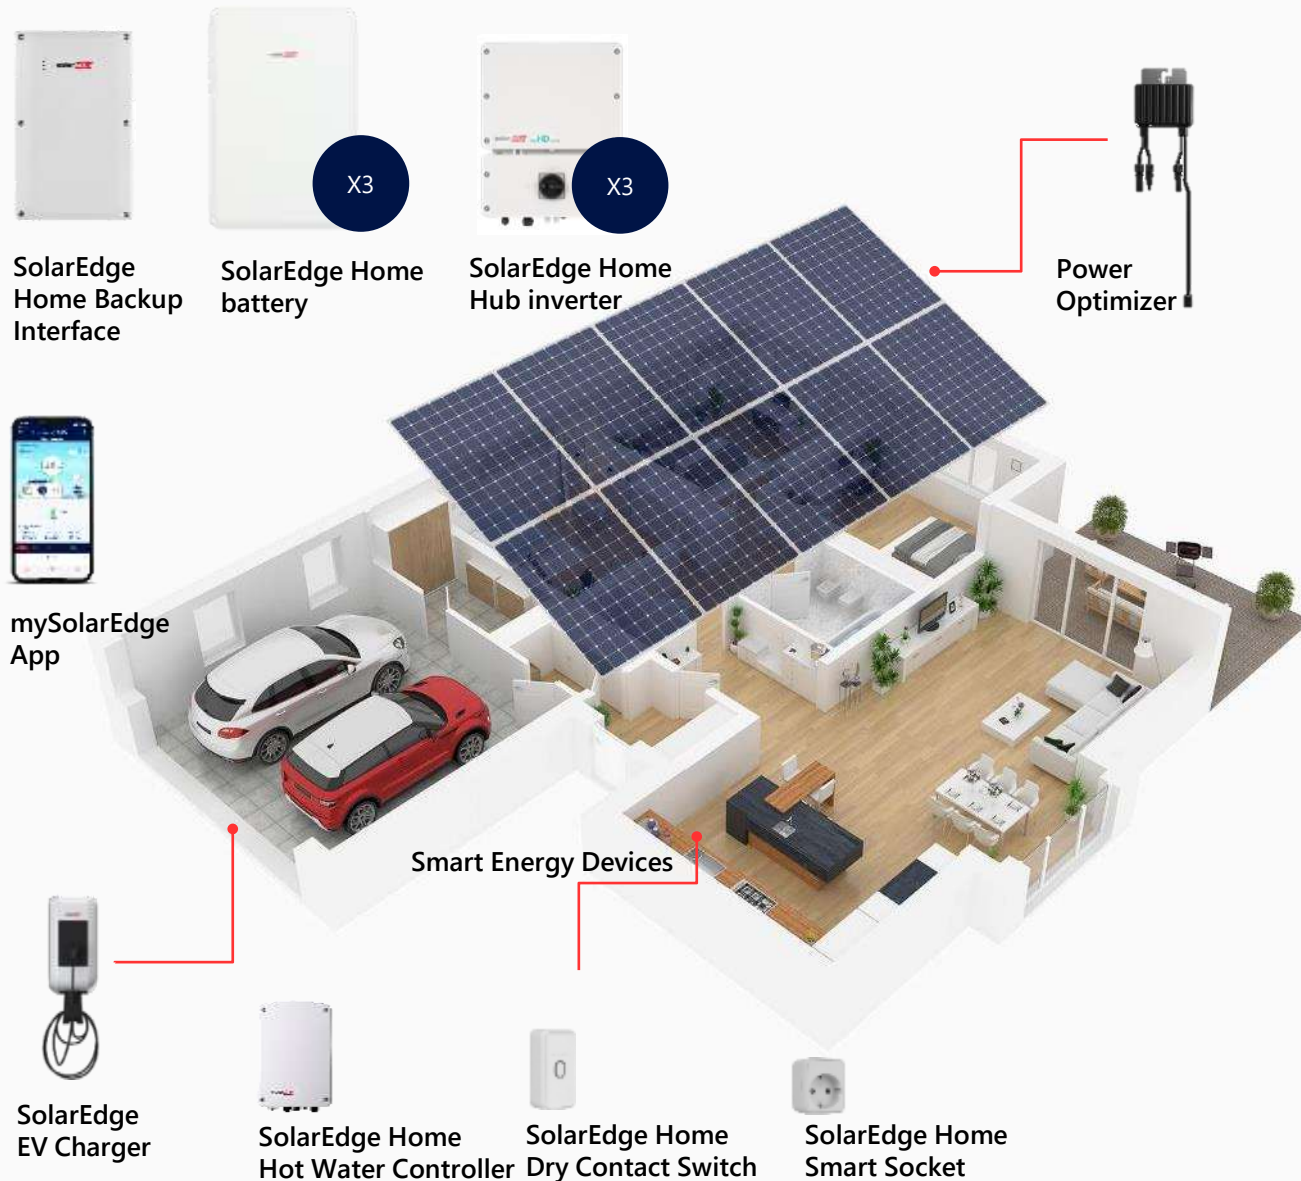 X3
X3
SolarEdge
Home Backup
Interface
SolarEdge Home
battery
SolarEdge Home
Hub inverter
Power
Optimizer
mySolarEdge
App
Smart Energy Devices
SolarEdge
EV Charger
SolarEdge Home
Hot Water Controller
SolarEdge Home
Dry Contact Switch
SolarEdge Home
Smart Socket